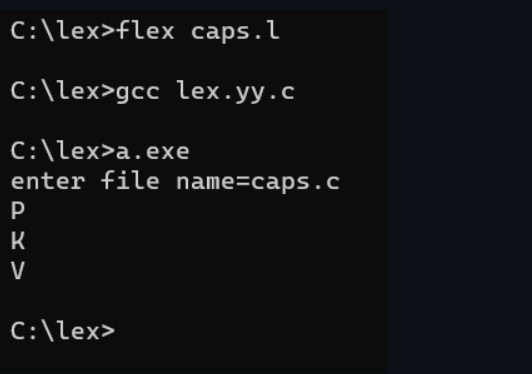 C:\lex>flex caps.l
C:\lex>gcc lex.yy.c
C:\lex>a.exe
enter file name=caps.c
P
K
V
C:\lex>